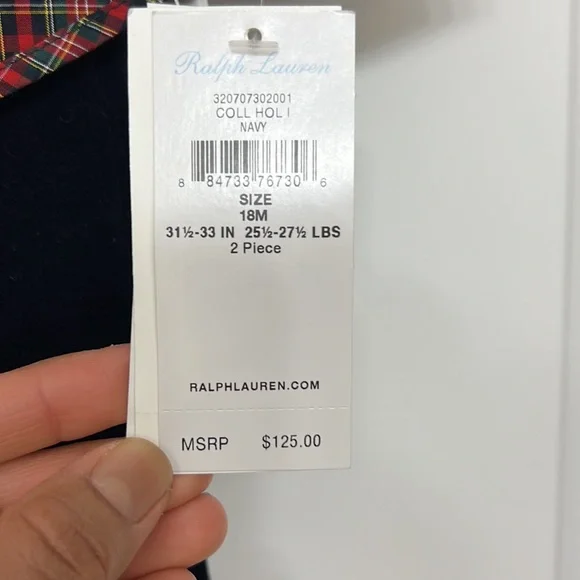 Ralph Lauren
320707302001
COLL HOL I
NAVY
8 84733 76730 6
SIZE
18M
31½-33 IN 25½-27½ LBS
2 Piece
RALPHLAUREN.COM
MSRP $125.00